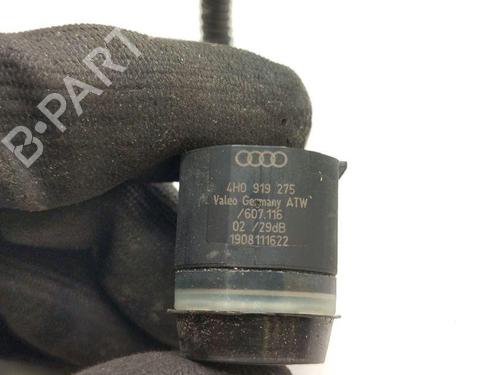 B-PART
4H0 919 275
Valeo Germany ATW
/607.116
02 /29dB
1908111622